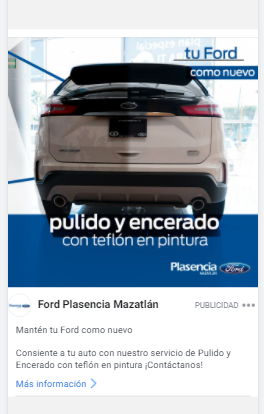 tu Ford
como nuevo
Ford
pulido y encerado
con teflón en pintura
Plasencia Ford
MAZATLÁN
Ford Plasencia Mazatlán
PUBLICIDAD
Mantén tu Ford como nuevo
Consiente a tu auto con nuestro servicio de Pulido y
Encerado con teflón en pintura ¡Contáctanos!
Más información